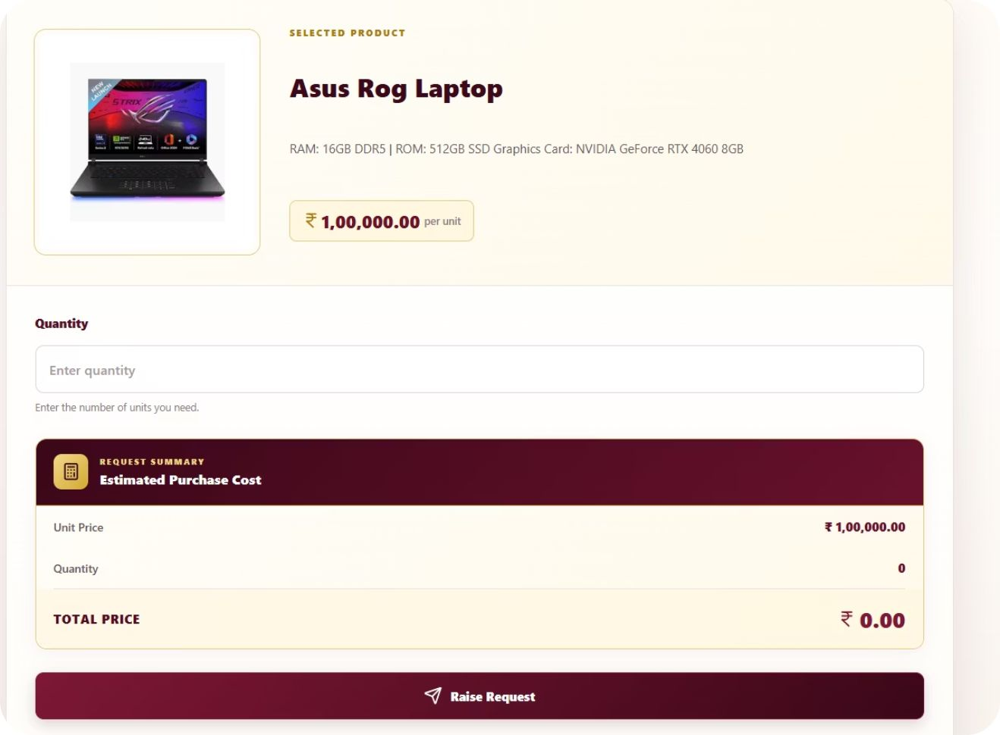 SELECTED PRODUCT
NEW
LAUNCH
STRIX
Asus Rog Laptop
RAM: 16GB DDR5 | ROM: 512GB SSD Graphics Card: NVIDIA GeForce RTX 4060 8GB
₹ 1,00,000.00 per unit
Quantity
Enter quantity
Enter the number of units you need.
REQUEST SUMMARY
Estimated Purchase Cost
Unit Price ₹ 1,00,000.00
Quantity 0
TOTAL PRICE ₹ 0.00
Raise Request